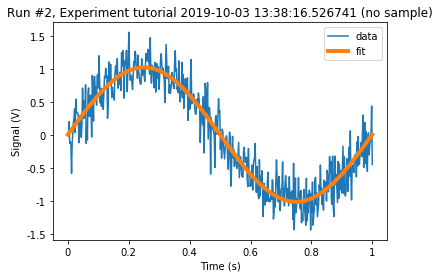 Run #2, Experiment tutorial 2019-10-03 13:38:16.526741 (no sample)
data
fit
1.5
1.0
0.5
0
-0.5
-1
-1.5
Signal (V)
0
0.2
0.4
0.6
0.8
1
Time (s)